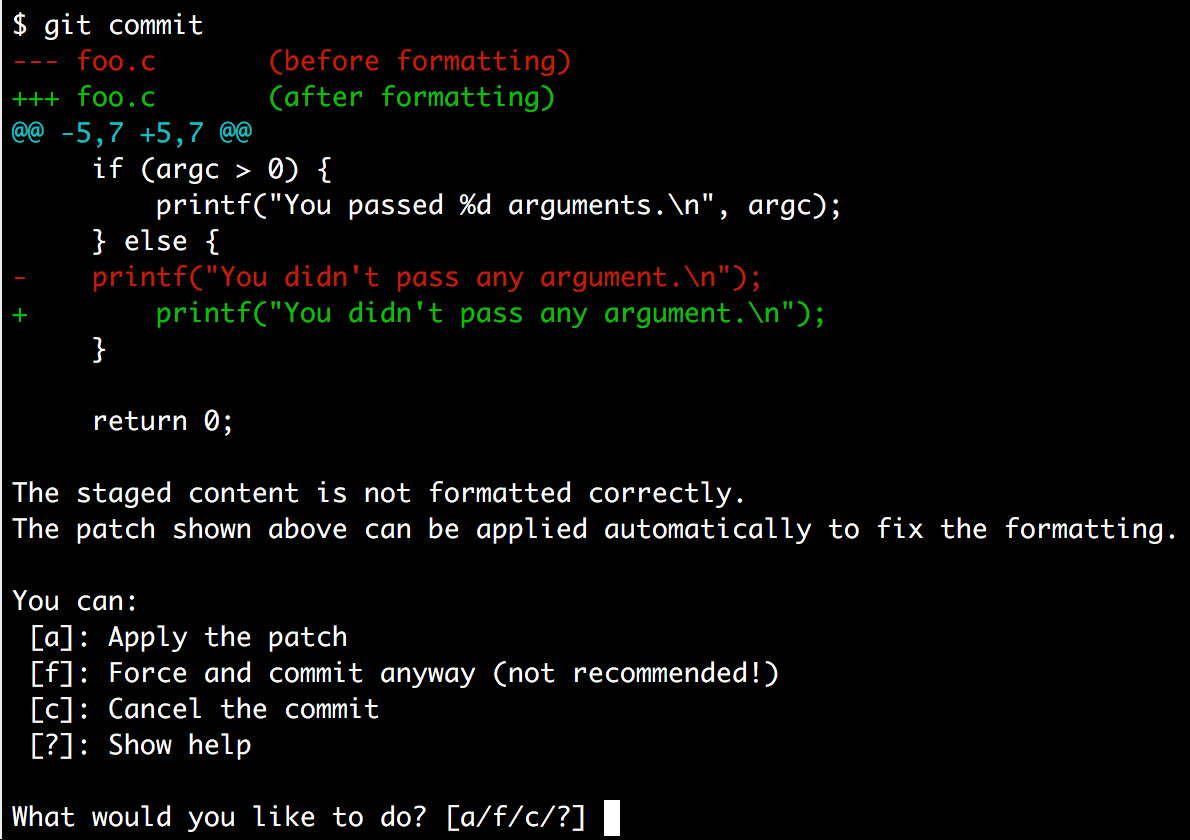 $ git commit
--- foo.c       (before formatting)
+++ foo.c       (after formatting)
@@ -5,7 +5,7 @@
     if (argc > 0) {
         printf("You passed %d arguments.\n", argc);
     } else {
-    printf("You didn't pass any argument.\n");
+        printf("You didn't pass any argument.\n");
     }

     return 0;

The staged content is not formatted correctly.
The patch shown above can be applied automatically to fix the formatting.

You can:
 [a]: Apply the patch
 [f]: Force and commit anyway (not recommended!)
 [c]: Cancel the commit
 [?]: Show help

What would you like to do? [a/f/c/?]